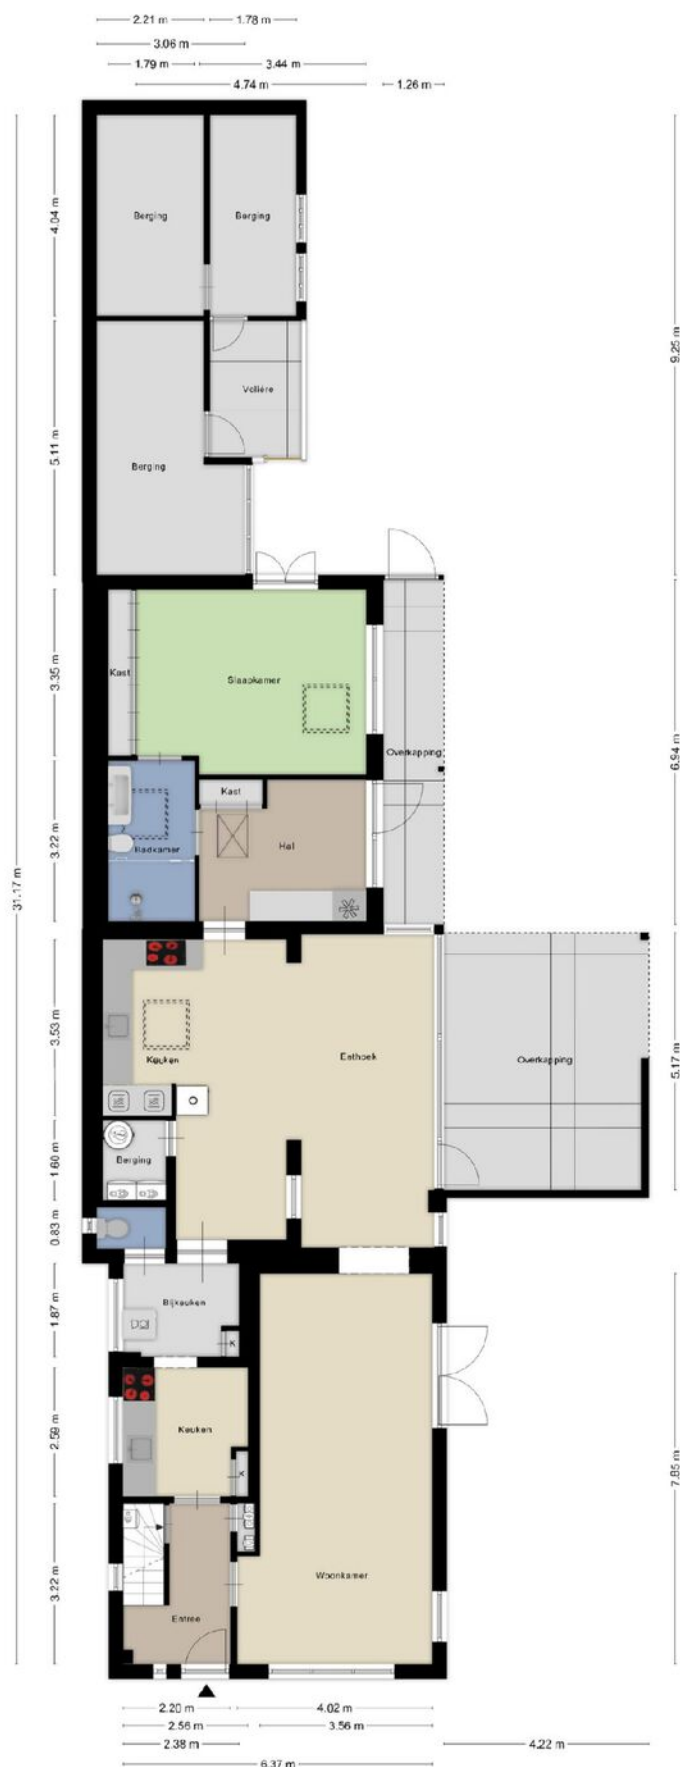 2.21 m
1.78 m
3.06 m
1.79 m
3.44 m
4.74 m
1.26 m
4.04 m
Berging
Berging
9.25 m
Volière
5.11 m
Berging
3.35 m
Kast
Slaapkamer
6.94 m
Overkapping
Kast
3.22 m
Badkamer
Hal
31.17 m
3.53 m
Keuken
Eethoek
Overkapping
5.17 m
1.60 m
Berging
0.83 m
1.87 m
Bijkeuken
K
2.59 m
Keuken
K
7.85 m
3.22 m
Woonkamer
Entree
2.20 m
4.02 m
2.56 m
3.56 m
2.38 m
4.22 m
6.37 m